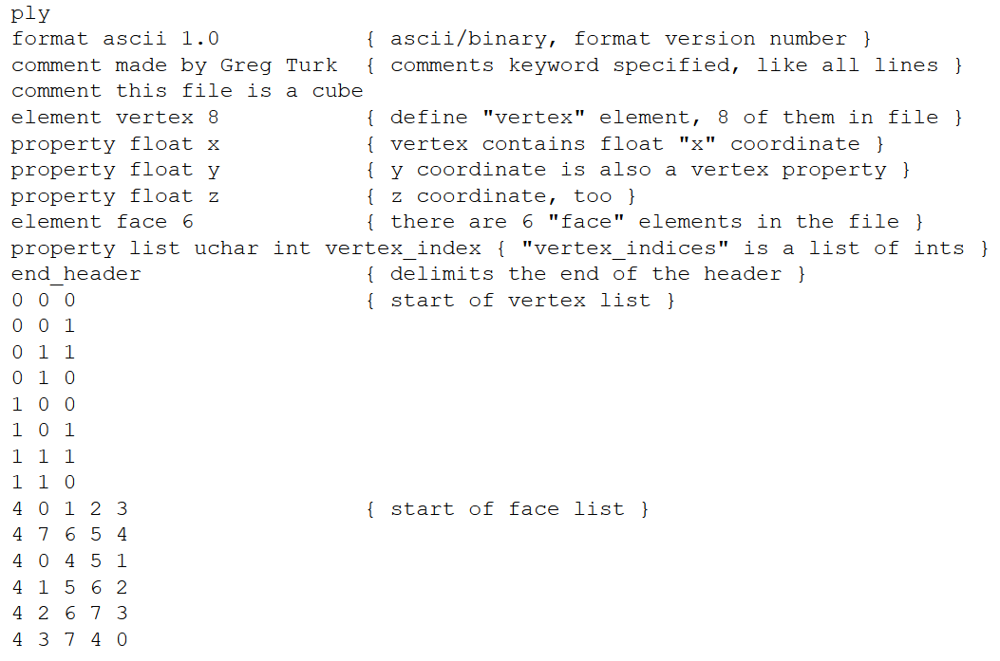 ply
format ascii 1.0 { ascii/binary, format version number }
comment made by Greg Turk { comments keyword specified, like all lines }
comment this file is a cube
element vertex 8 { define "vertex" element, 8 of them in file }
property float x { vertex contains float "x" coordinate }
property float y { y coordinate is also a vertex property }
property float z { z coordinate, too }
element face 6 { there are 6 "face" elements in the file }
property list uchar int vertex_index { "vertex_indices" is a list of ints }
end_header { delimits the end of the header }
0 0 0 { start of vertex list }
0 0 1
0 1 1
0 1 0
1 0 0
1 0 1
1 1 1
1 1 0
4 0 1 2 3 { start of face list }
4 7 6 5 4
4 0 4 5 1
4 1 5 6 2
4 2 6 7 3
4 3 7 4 0